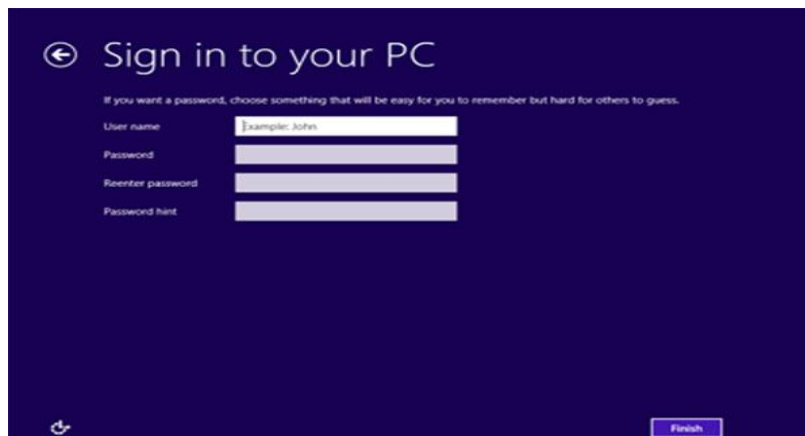 Sign in to your PC
If you want a password, choose something that will be easy for you to remember but hard for others to guess.
User name
Example: John
Password
Reenter password
Password hint
Finish